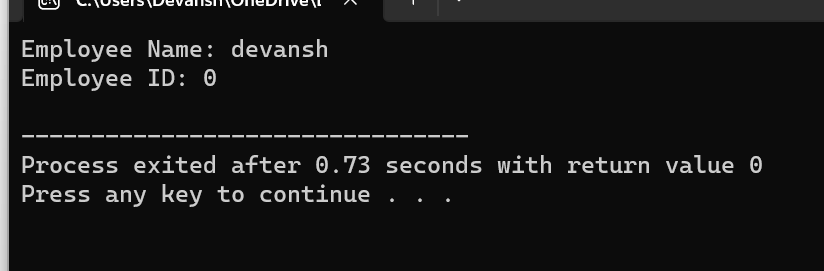 C:\Users\Devansh\OneDrive\
Employee Name: devansh
Employee ID: 0
--------------------------------
Process exited after 0.73 seconds with return value 0
Press any key to continue . . .